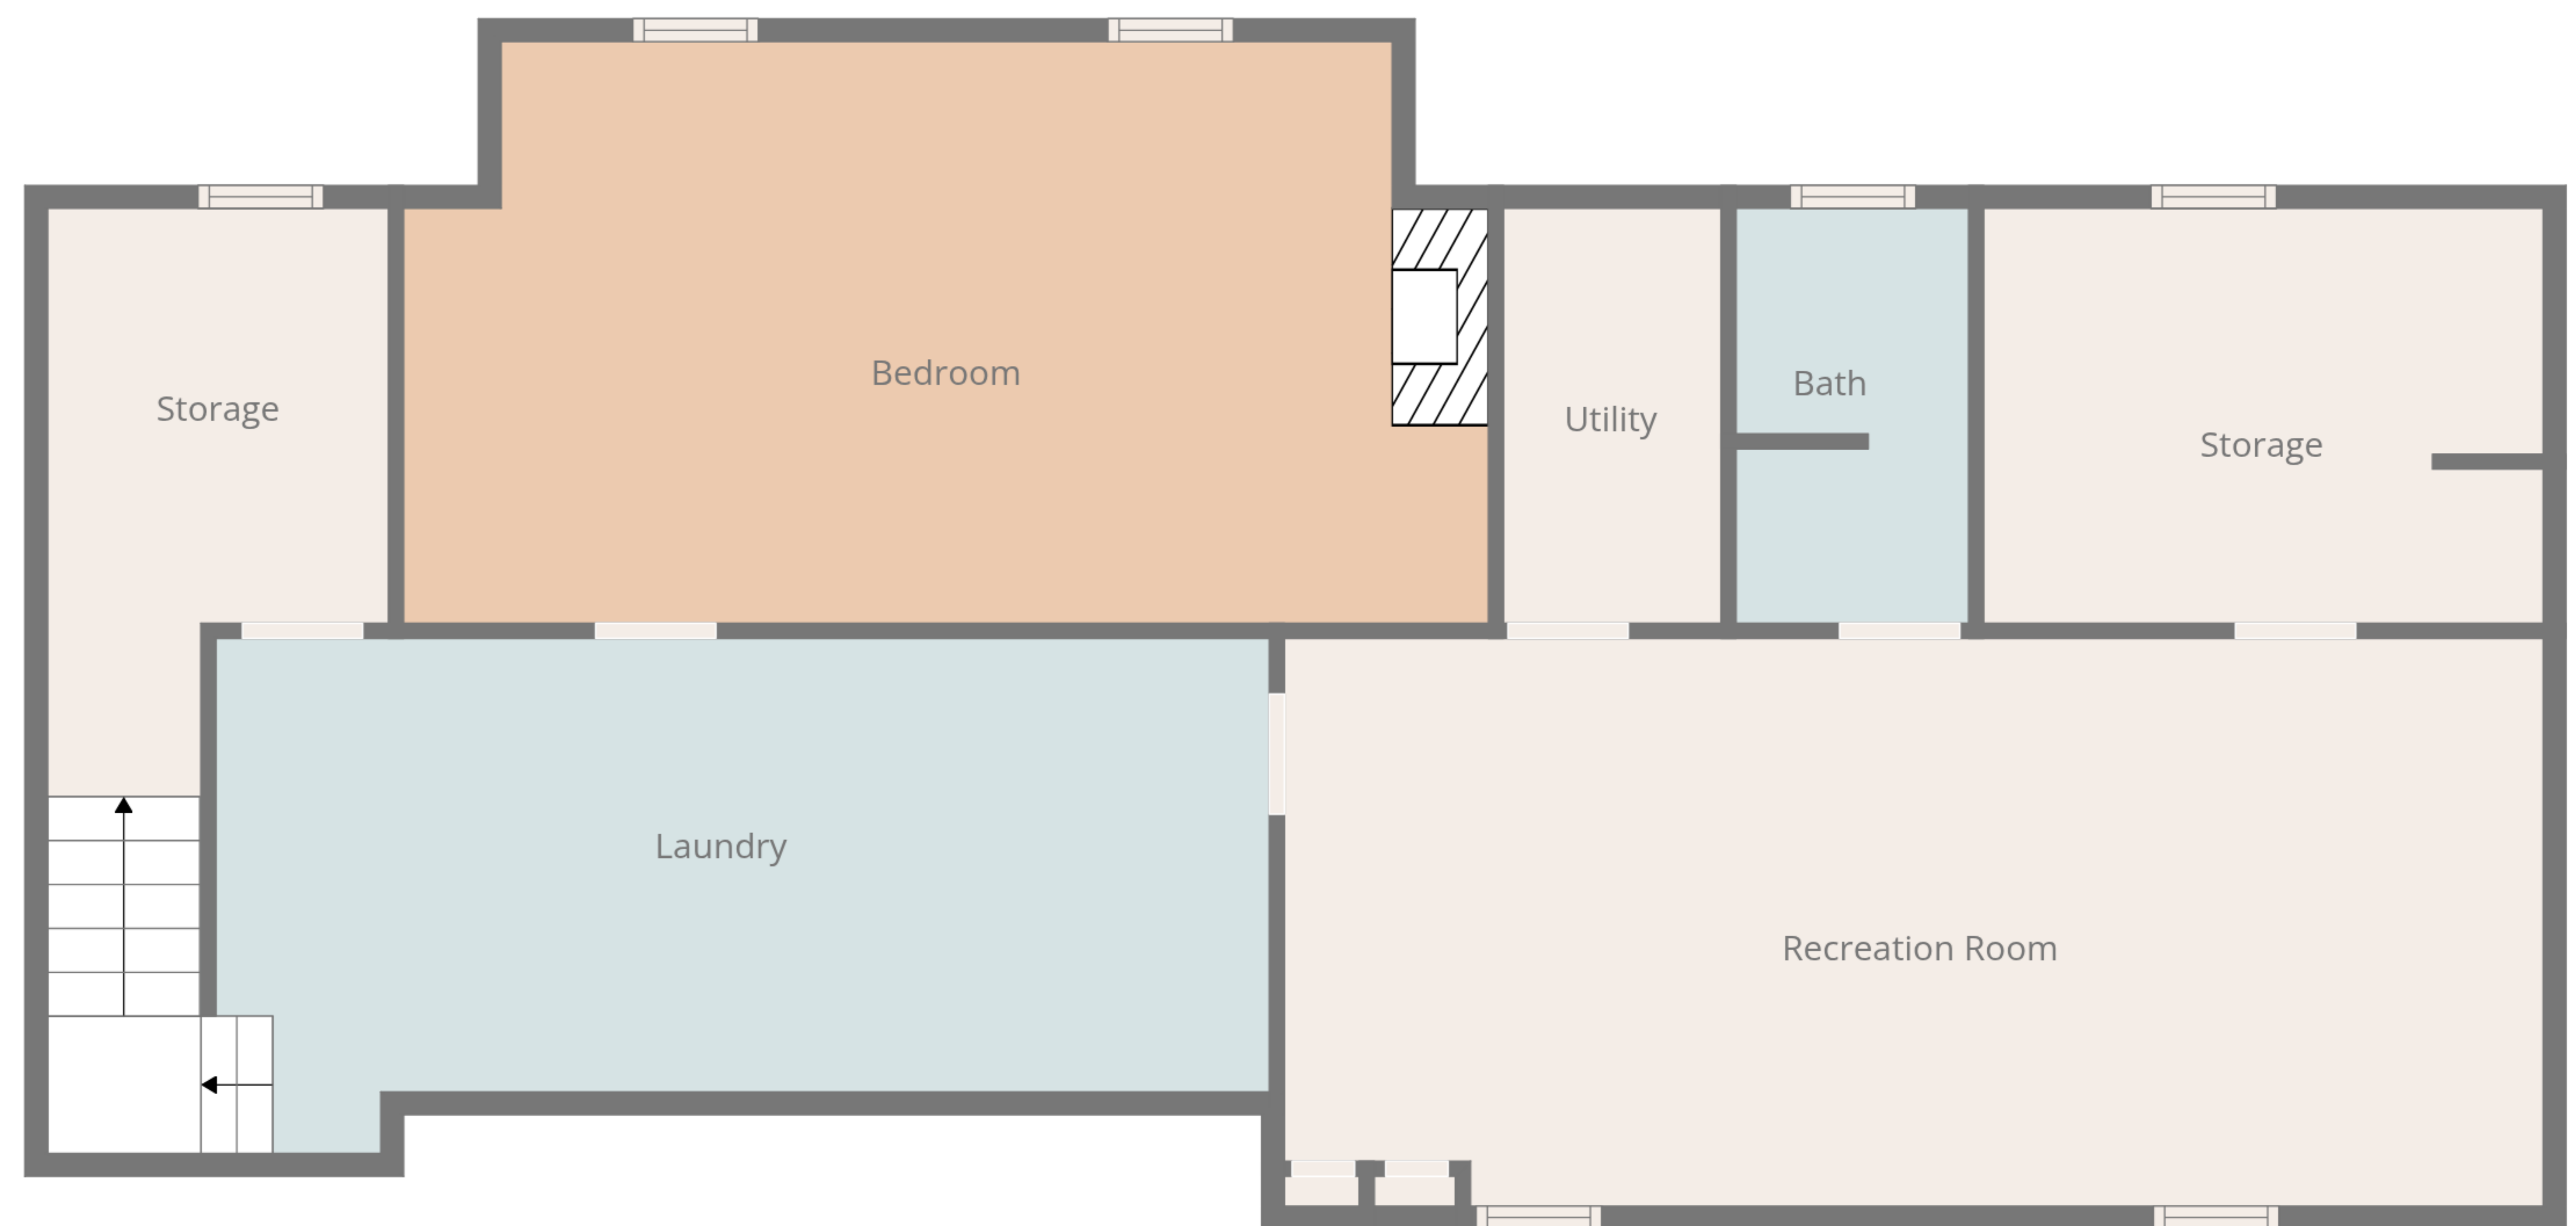 Bedroom
Storage
Utility
Bath
Storage
Laundry
Recreation Room